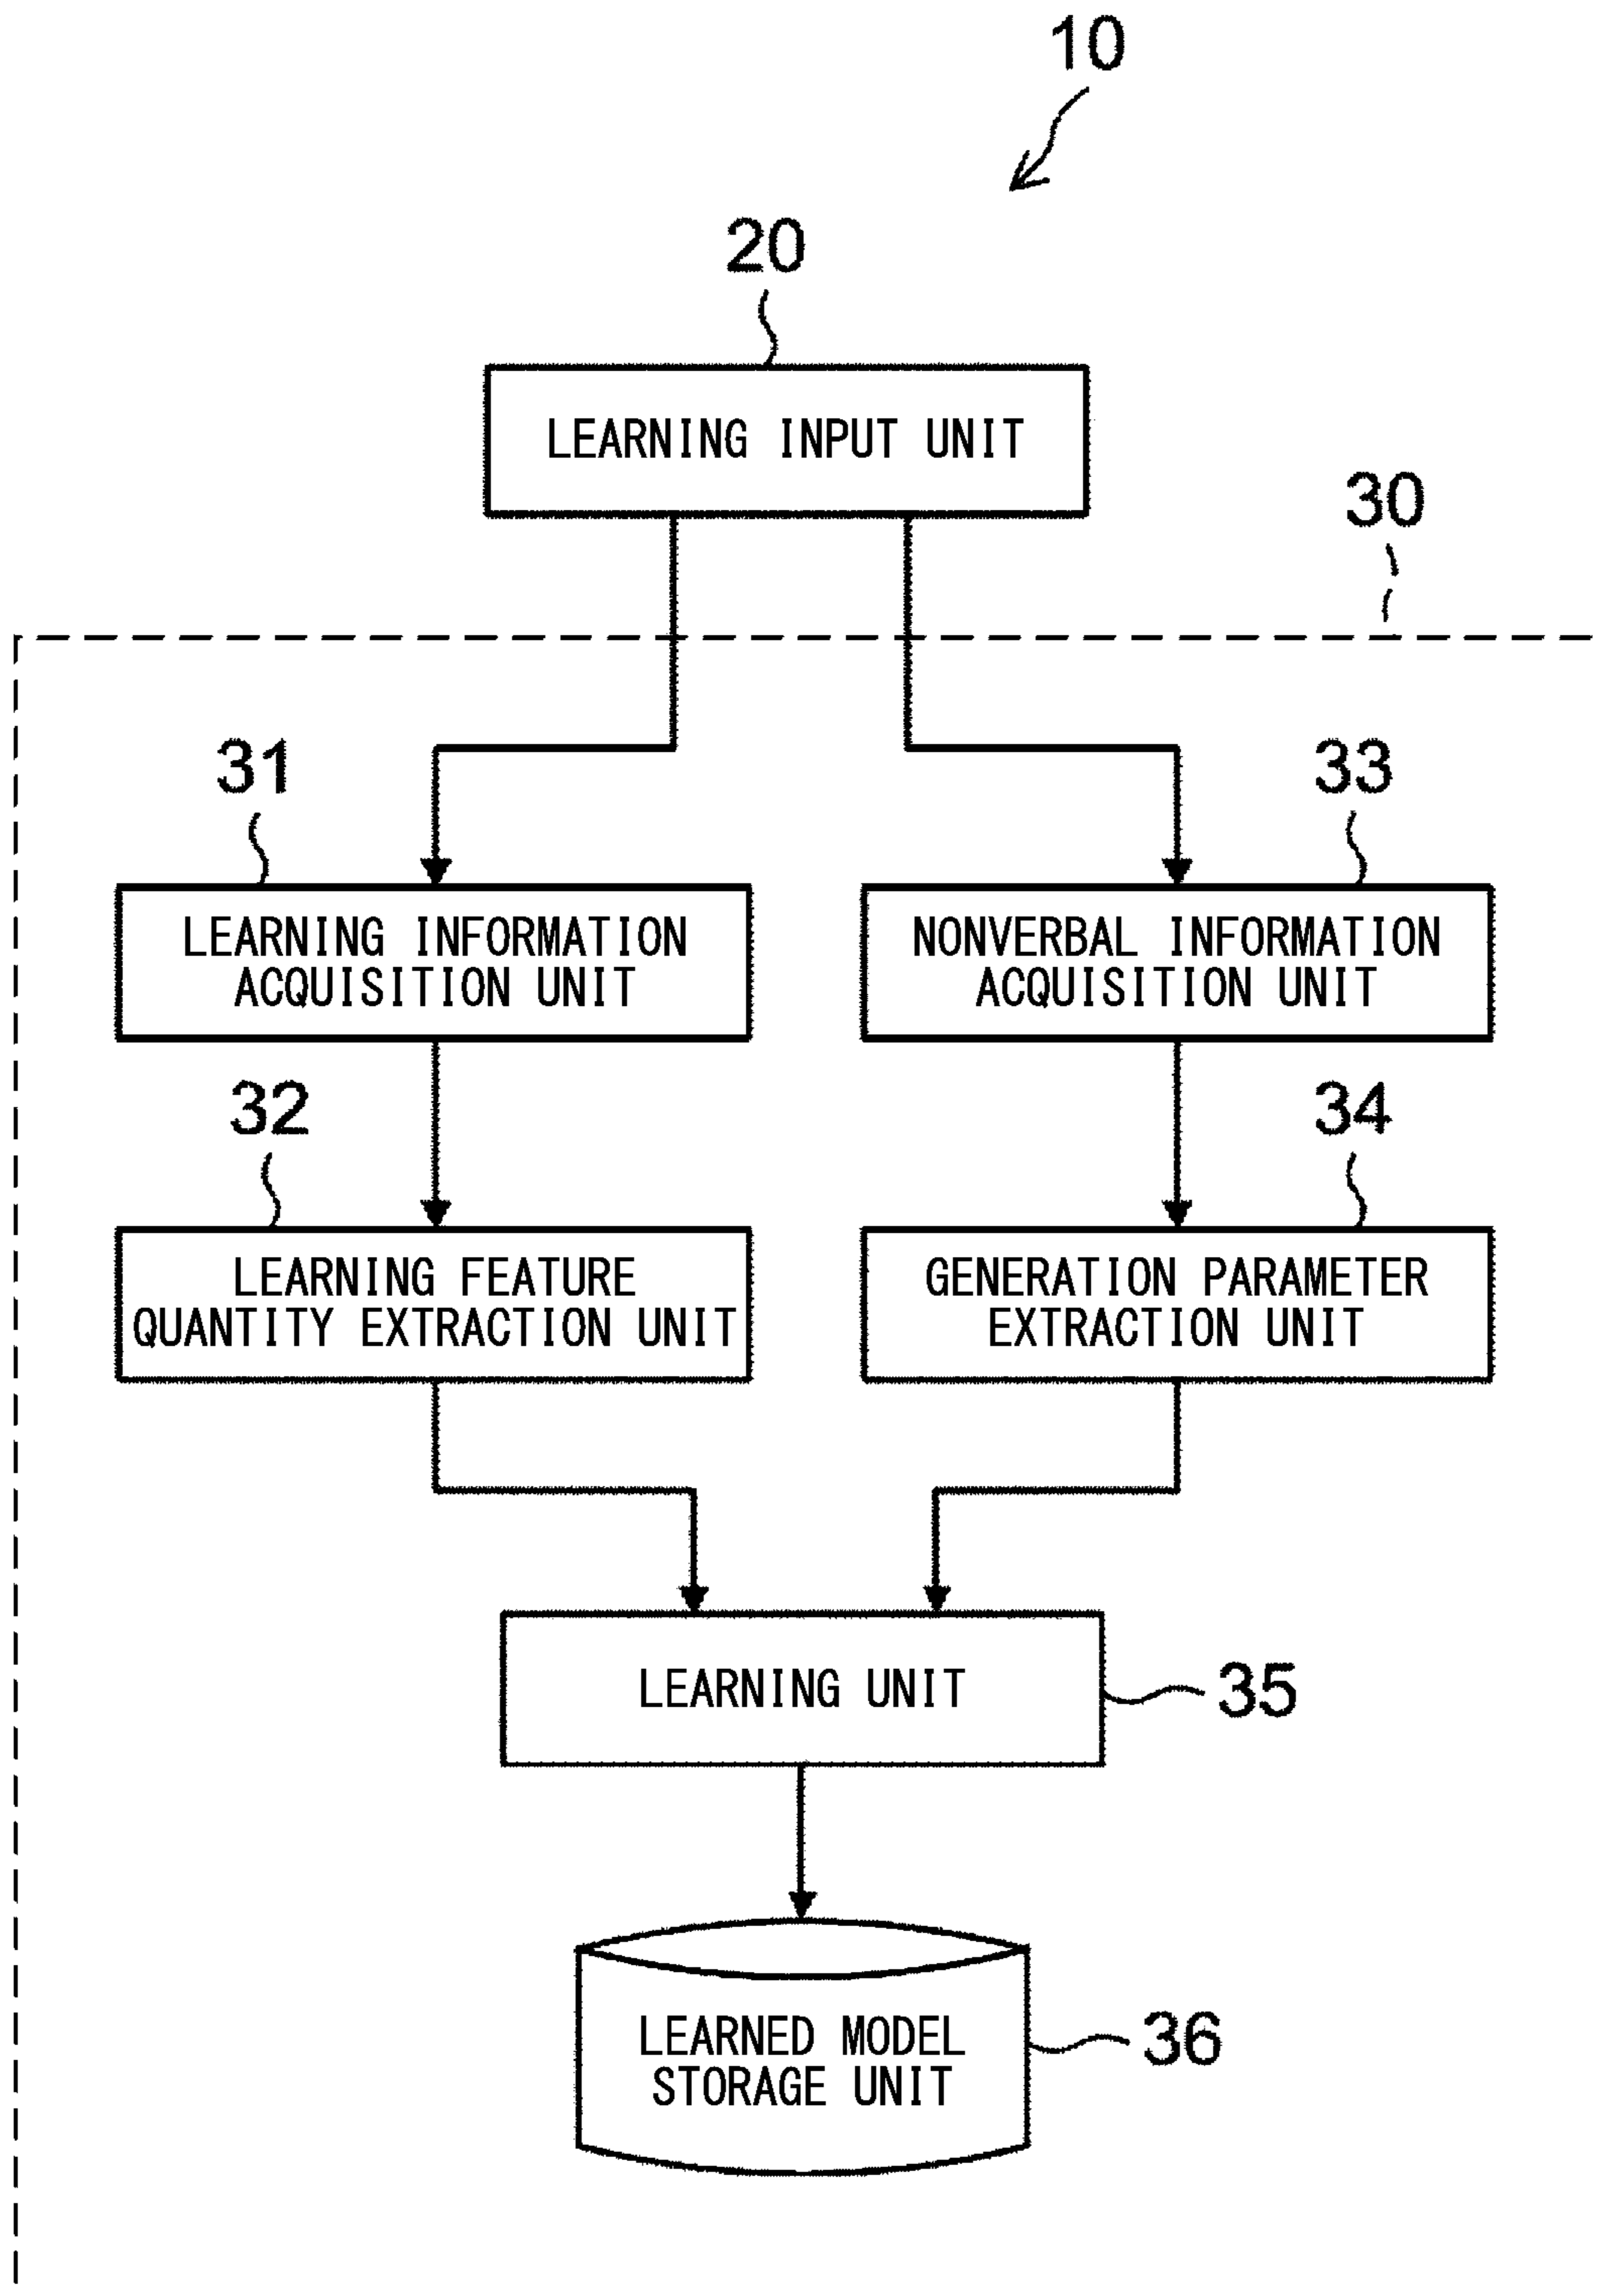 10
20
LEARNING INPUT UNIT
30
31
33
LEARNING INFORMATION
ACQUISITION UNIT
NONVERBAL INFORMATION
ACQUISITION UNIT
32
34
LEARNING FEATURE
QUANTITY EXTRACTION UNIT
GENERATION PARAMETER
EXTRACTION UNIT
LEARNING UNIT
35
LEARNED MODEL
STORAGE UNIT
36